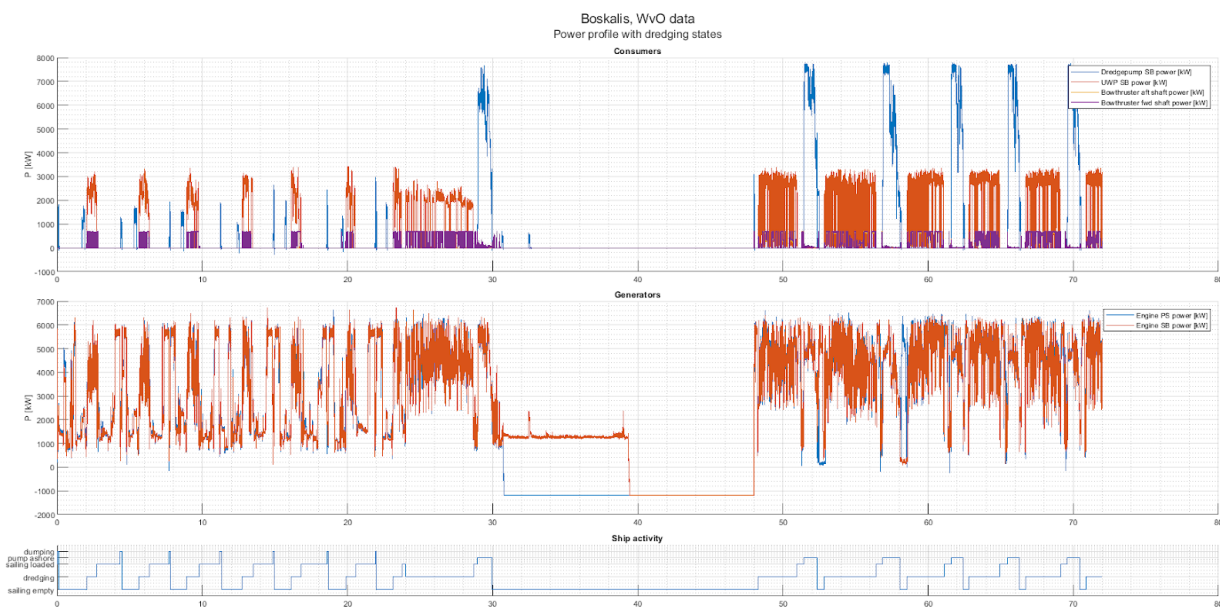 Boskalis, WvO data
Power profile with dredging states
Consumers
8000
7000
6000
5000
4000
3000
2000
1000
0
-1000
P [kW]
Dredgepump SB power [kW]
UWP SB power [kW]
Bowthruster aft shaft power [kW]
Bowthruster fwd shaft power [kW]
0 10 20 30 40 50 60 70 80
Generators
7000
6000
5000
4000
3000
2000
1000
0
-1000
-2000
P [kW]
Engine PS power [kW]
Engine SB power [kW]
0 10 20 30 40 50 60 70 80
Ship activity
dumping
pump ashore
sailing loaded
dredging
sailing empty
0 10 20 30 40 50 60 70 80